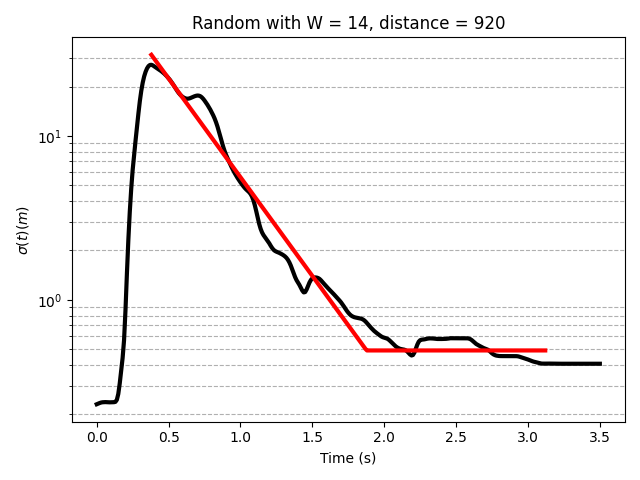 Random with W = 14, distance = 920
σ(t)(m)
10¹
10⁰
0.0 0.5 1.0 1.5 2.0 2.5 3.0 3.5
Time (s)